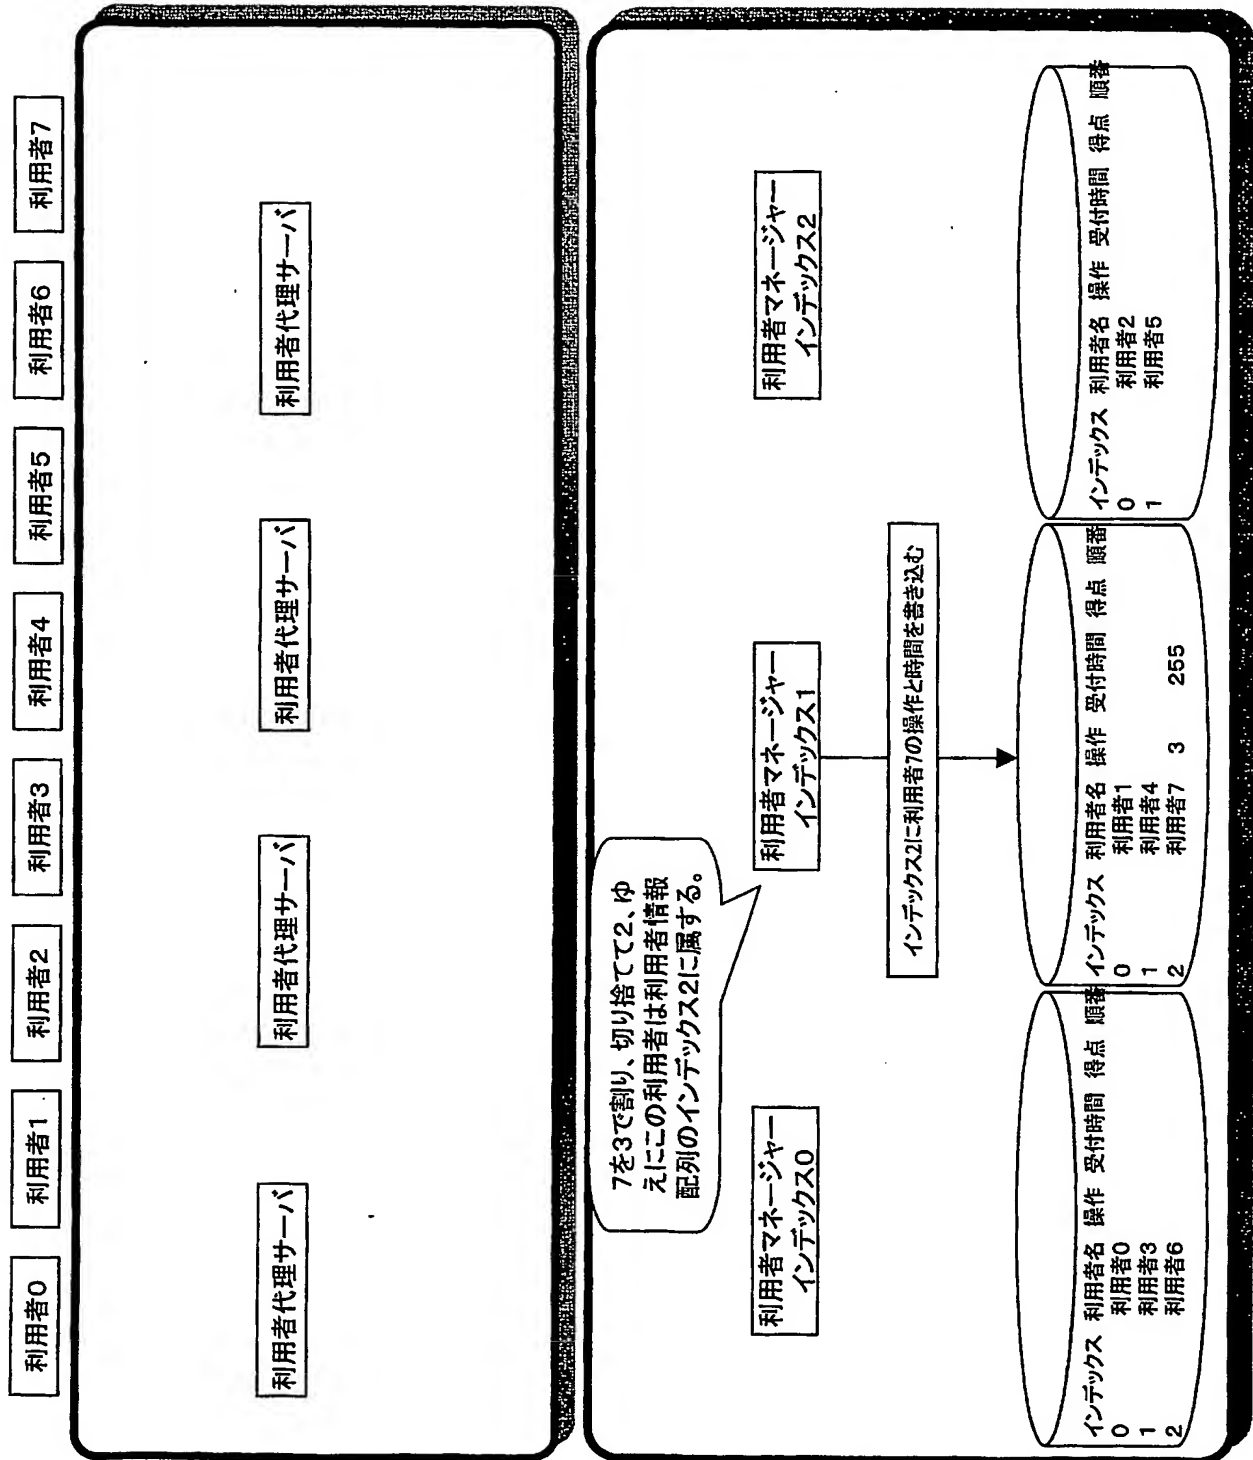 利用者0
利用者1
利用者2
利用者3
利用者4
利用者5
利用者6
利用者7
利用者代理サーバ
利用者代理サーバ
利用者代理サーバ
利用者代理サーバ
7を3で割り、切り捨てて2、ゆ
えにこの利用者は利用者情報
配列のインデックス2に属する。
利用者マネージャー
インデックス0
利用者マネージャー
インデックス1
利用者マネージャー
インデックス2
インデックス2に利用者7の操作と時間を書き込む
インデックス 利用者名 操作 受付時間 得点 順番
0 利用者0
1 利用者3
2 利用者6
インデックス 利用者名 操作 受付時間 得点 順番
0 利用者1
1 利用者4
2 利用者7 3 255
インデックス 利用者名 操作 受付時間 得点 順番
0 利用者2
1 利用者5